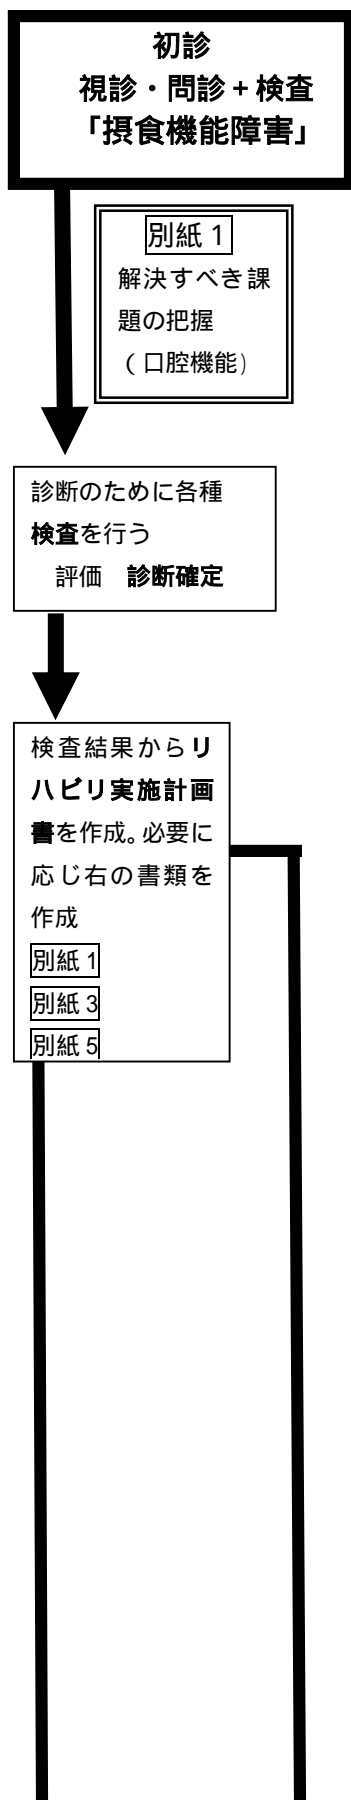 初診
視診・問診+検査
「摂食機能障害」
別紙1
解決すべき課
題の把握
(口腔機能)
診断のために各種
検査を行う
評価　診断確定
検査結果からリ
ハビリ実施計画
書を作成。必要に
応じ右の書類を
作成
別紙1
別紙3
別紙5